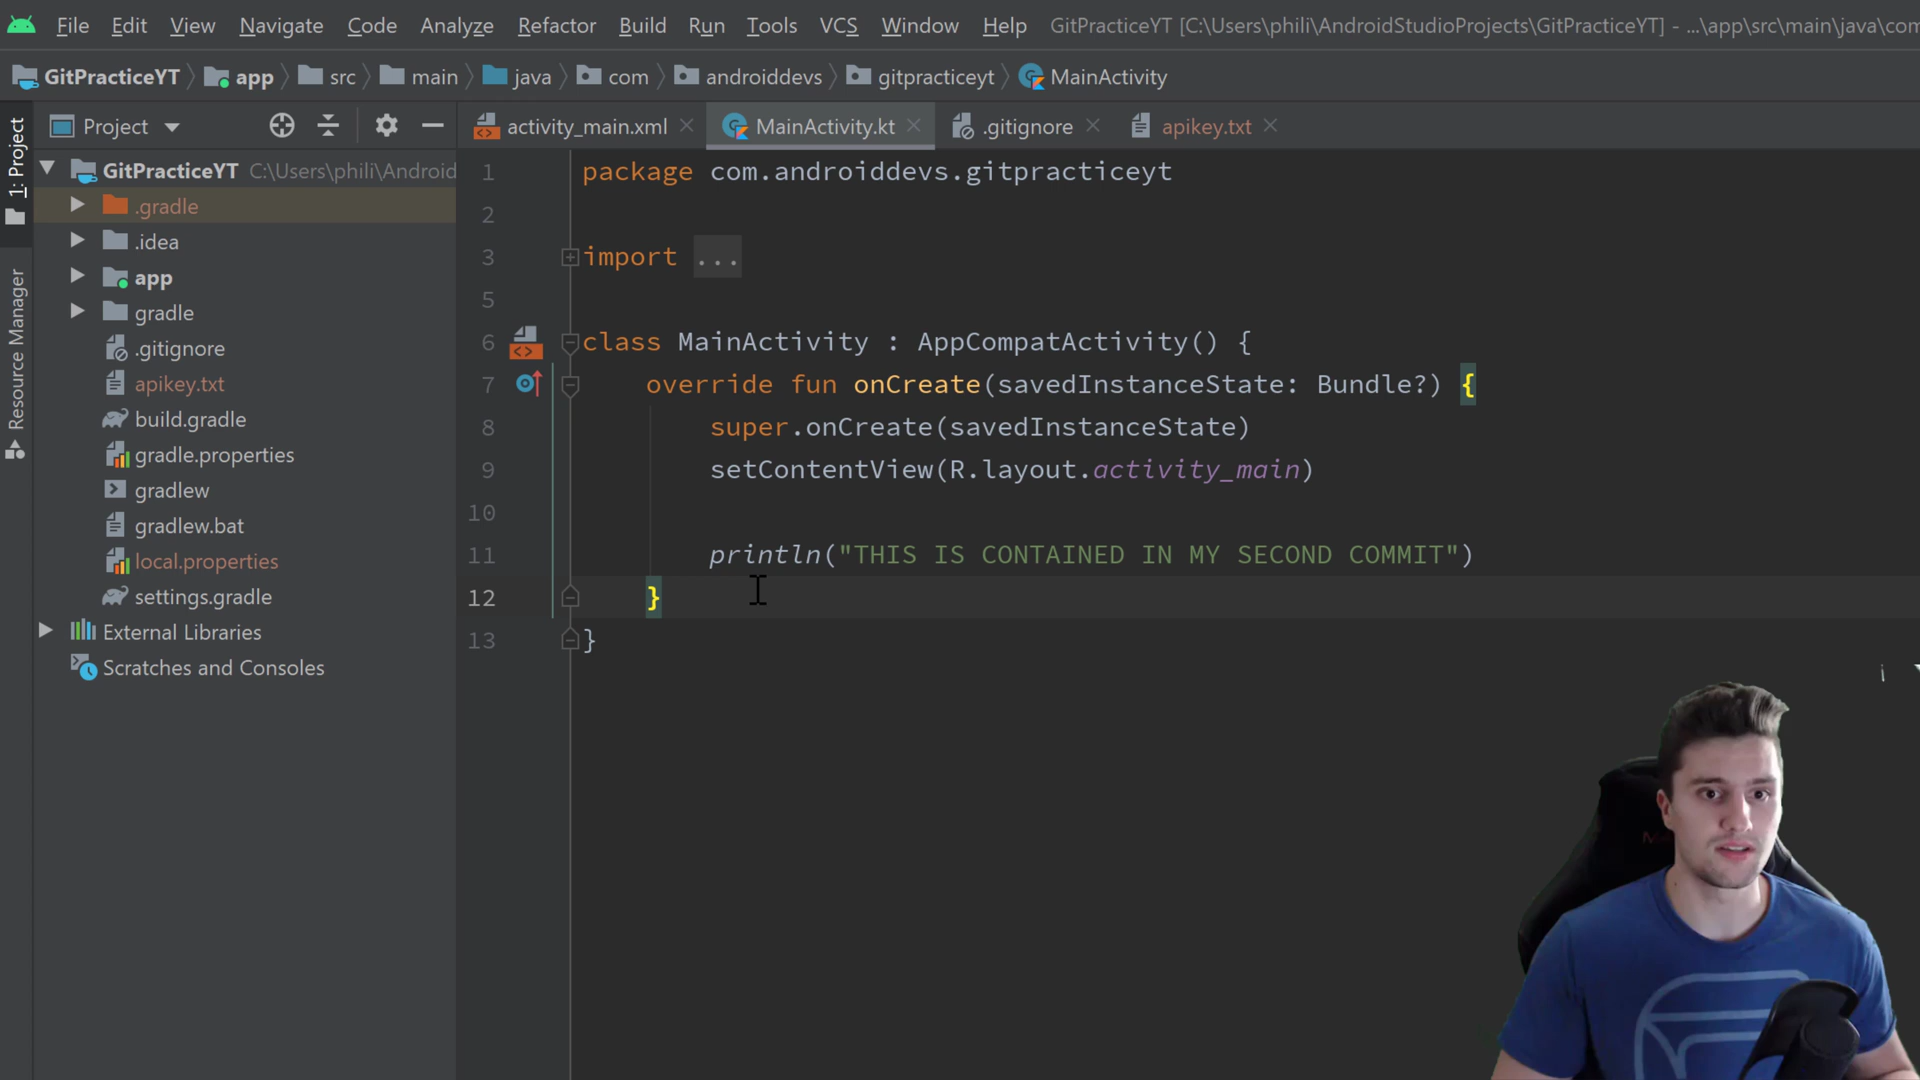 File Edit View Navigate Code Analyze Refactor Build Run Tools VCS Window Help GitPracticeYT [C:\Users\phili\AndroidStudioProjects\GitPracticeYT] - ...\app\src\main\java\com
GitPracticeYT app src main java com androiddevs gitpracticeyt MainActivity
1: Project
Resource Manager
Project
activity_main.xml MainActivity.kt .gitignore apikey.txt
GitPracticeYT C:\Users\phili\Android
.gradle
.idea
app
gradle
.gitignore
apikey.txt
build.gradle
gradle.properties
gradlew
gradlew.bat
local.properties
settings.gradle
External Libraries
Scratches and Consoles
1 package com.androiddevs.gitpracticeyt
2
3 import ...
5
6 class MainActivity : AppCompatActivity() {
7 override fun onCreate(savedInstanceState: Bundle?) {
8 super.onCreate(savedInstanceState)
9 setContentView(R.layout.activity_main)
10
11 println("THIS IS CONTAINED IN MY SECOND COMMIT")
12 }
13 }